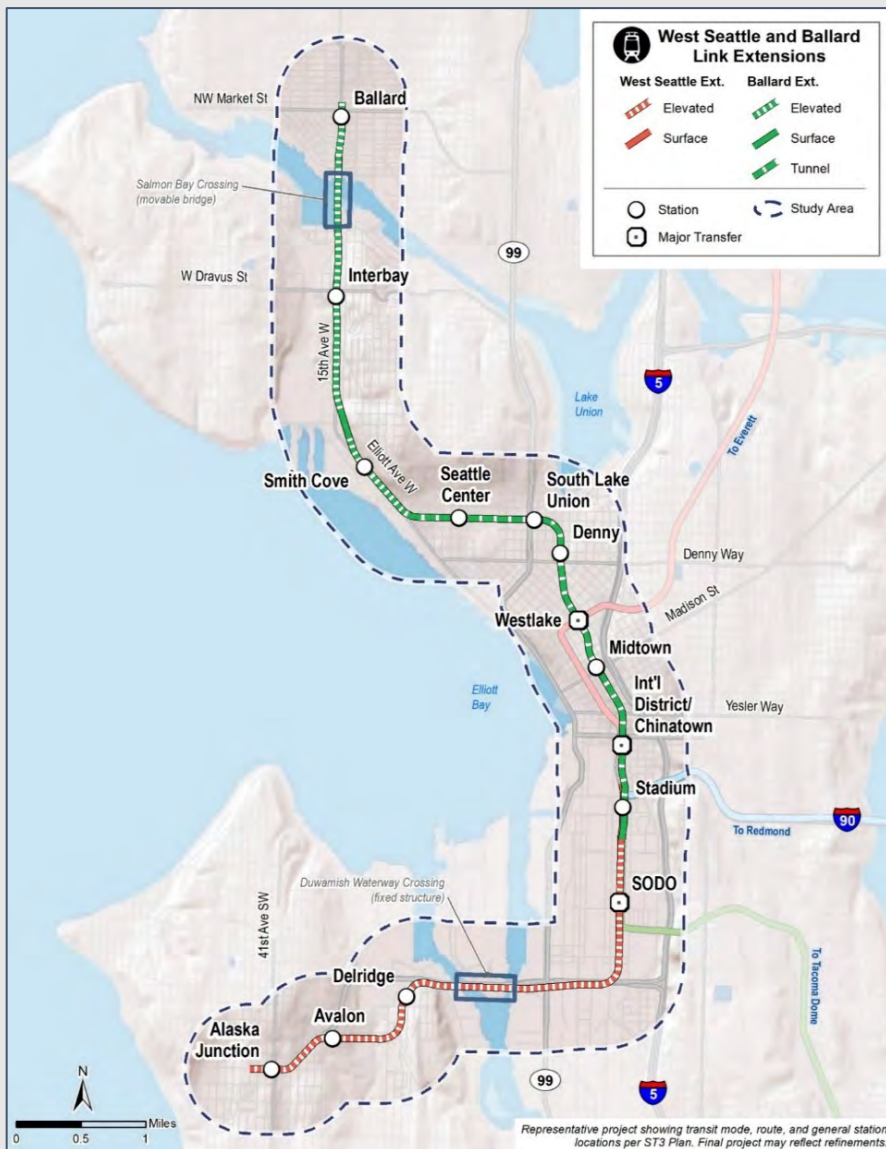 West Seattle and Ballard
Link Extensions
West Seattle Ext.
Ballard Ext.
Elevated
Elevated
Surface
Surface
Tunnel
Station
Study Area
Major Transfer
NW Market St
Ballard
Salmon Bay Crossing
(movable bridge)
99
W Dravus St
Interbay
15th Ave W
5
Lake
Union
To Everett
Elliott Ave W
Smith Cove
Seattle
Center
South Lake
Union
Denny
Denny Way
Madison St
Westlake
Midtown
Elliott
Bay
Int'l
District/
Chinatown
Yesler Way
Stadium
90
To Redmond
SODO
Duwamish Waterway Crossing
(fixed structure)
41st Ave SW
To Tacoma Dome
Delridge
Avalon
Alaska
Junction
N
99
5
Miles
0
0.5
1
Representative project showing transit mode, route, and general station
locations per ST3 Plan. Final project may reflect refinements.